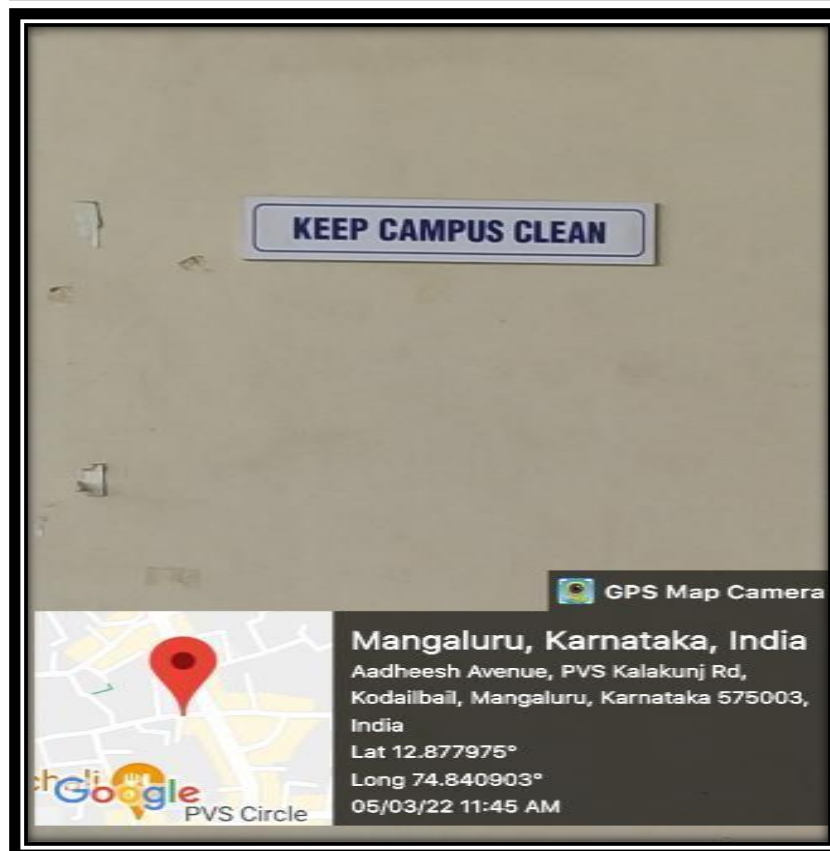 KEEP CAMPUS CLEAN
GPS Map Camera
Mangaluru, Karnataka, India
Aadheesh Avenue, PVS Kalakunj Rd,
Kodailbail, Mangaluru, Karnataka 575003,
India
Lat 12.877975°
Long 74.840903°
05/03/22 11:45 AM
Google
PVS Circle